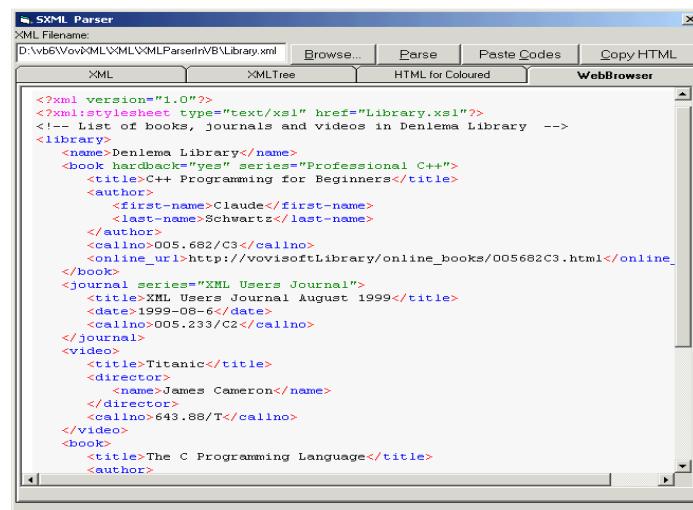 SXML Parser
XML Filename:
D:\vb6\VoviXML\XML\XMLParserInVB\Library.xml Browse... Parse Paste Codes Copy HTML
XML XMLTree HTML for Coloured WebBrowser
<?xml version="1.0"?>
<?xml:stylesheet type="text/xsl" href="Library.xsl"?>
<!-- List of books, journals and videos in Denlema Library -->
<library>
<name>Denlema Library</name>
<book hardback="yes" series="Professional C++">
<title>C++ Programming for Beginners</title>
<author>
<first-name>Claude</first-name>
<last-name>Schwartz</last-name>
</author>
<callno>005.682/C3</callno>
<online_url>http://vovisoftLibrary/online_books/005682C3.html</online_
</book>
<journal series="XML Users Journal">
<title>XML Users Journal August 1999</title>
<date>1999-08-6</date>
<callno>005.233/C2</callno>
</journal>
<video>
<title>Titanic</title>
<director>
<name>James Cameron</name>
</director>
<callno>643.88/T</callno>
</video>
<book>
<title>The C Programming Language</title>
<author>